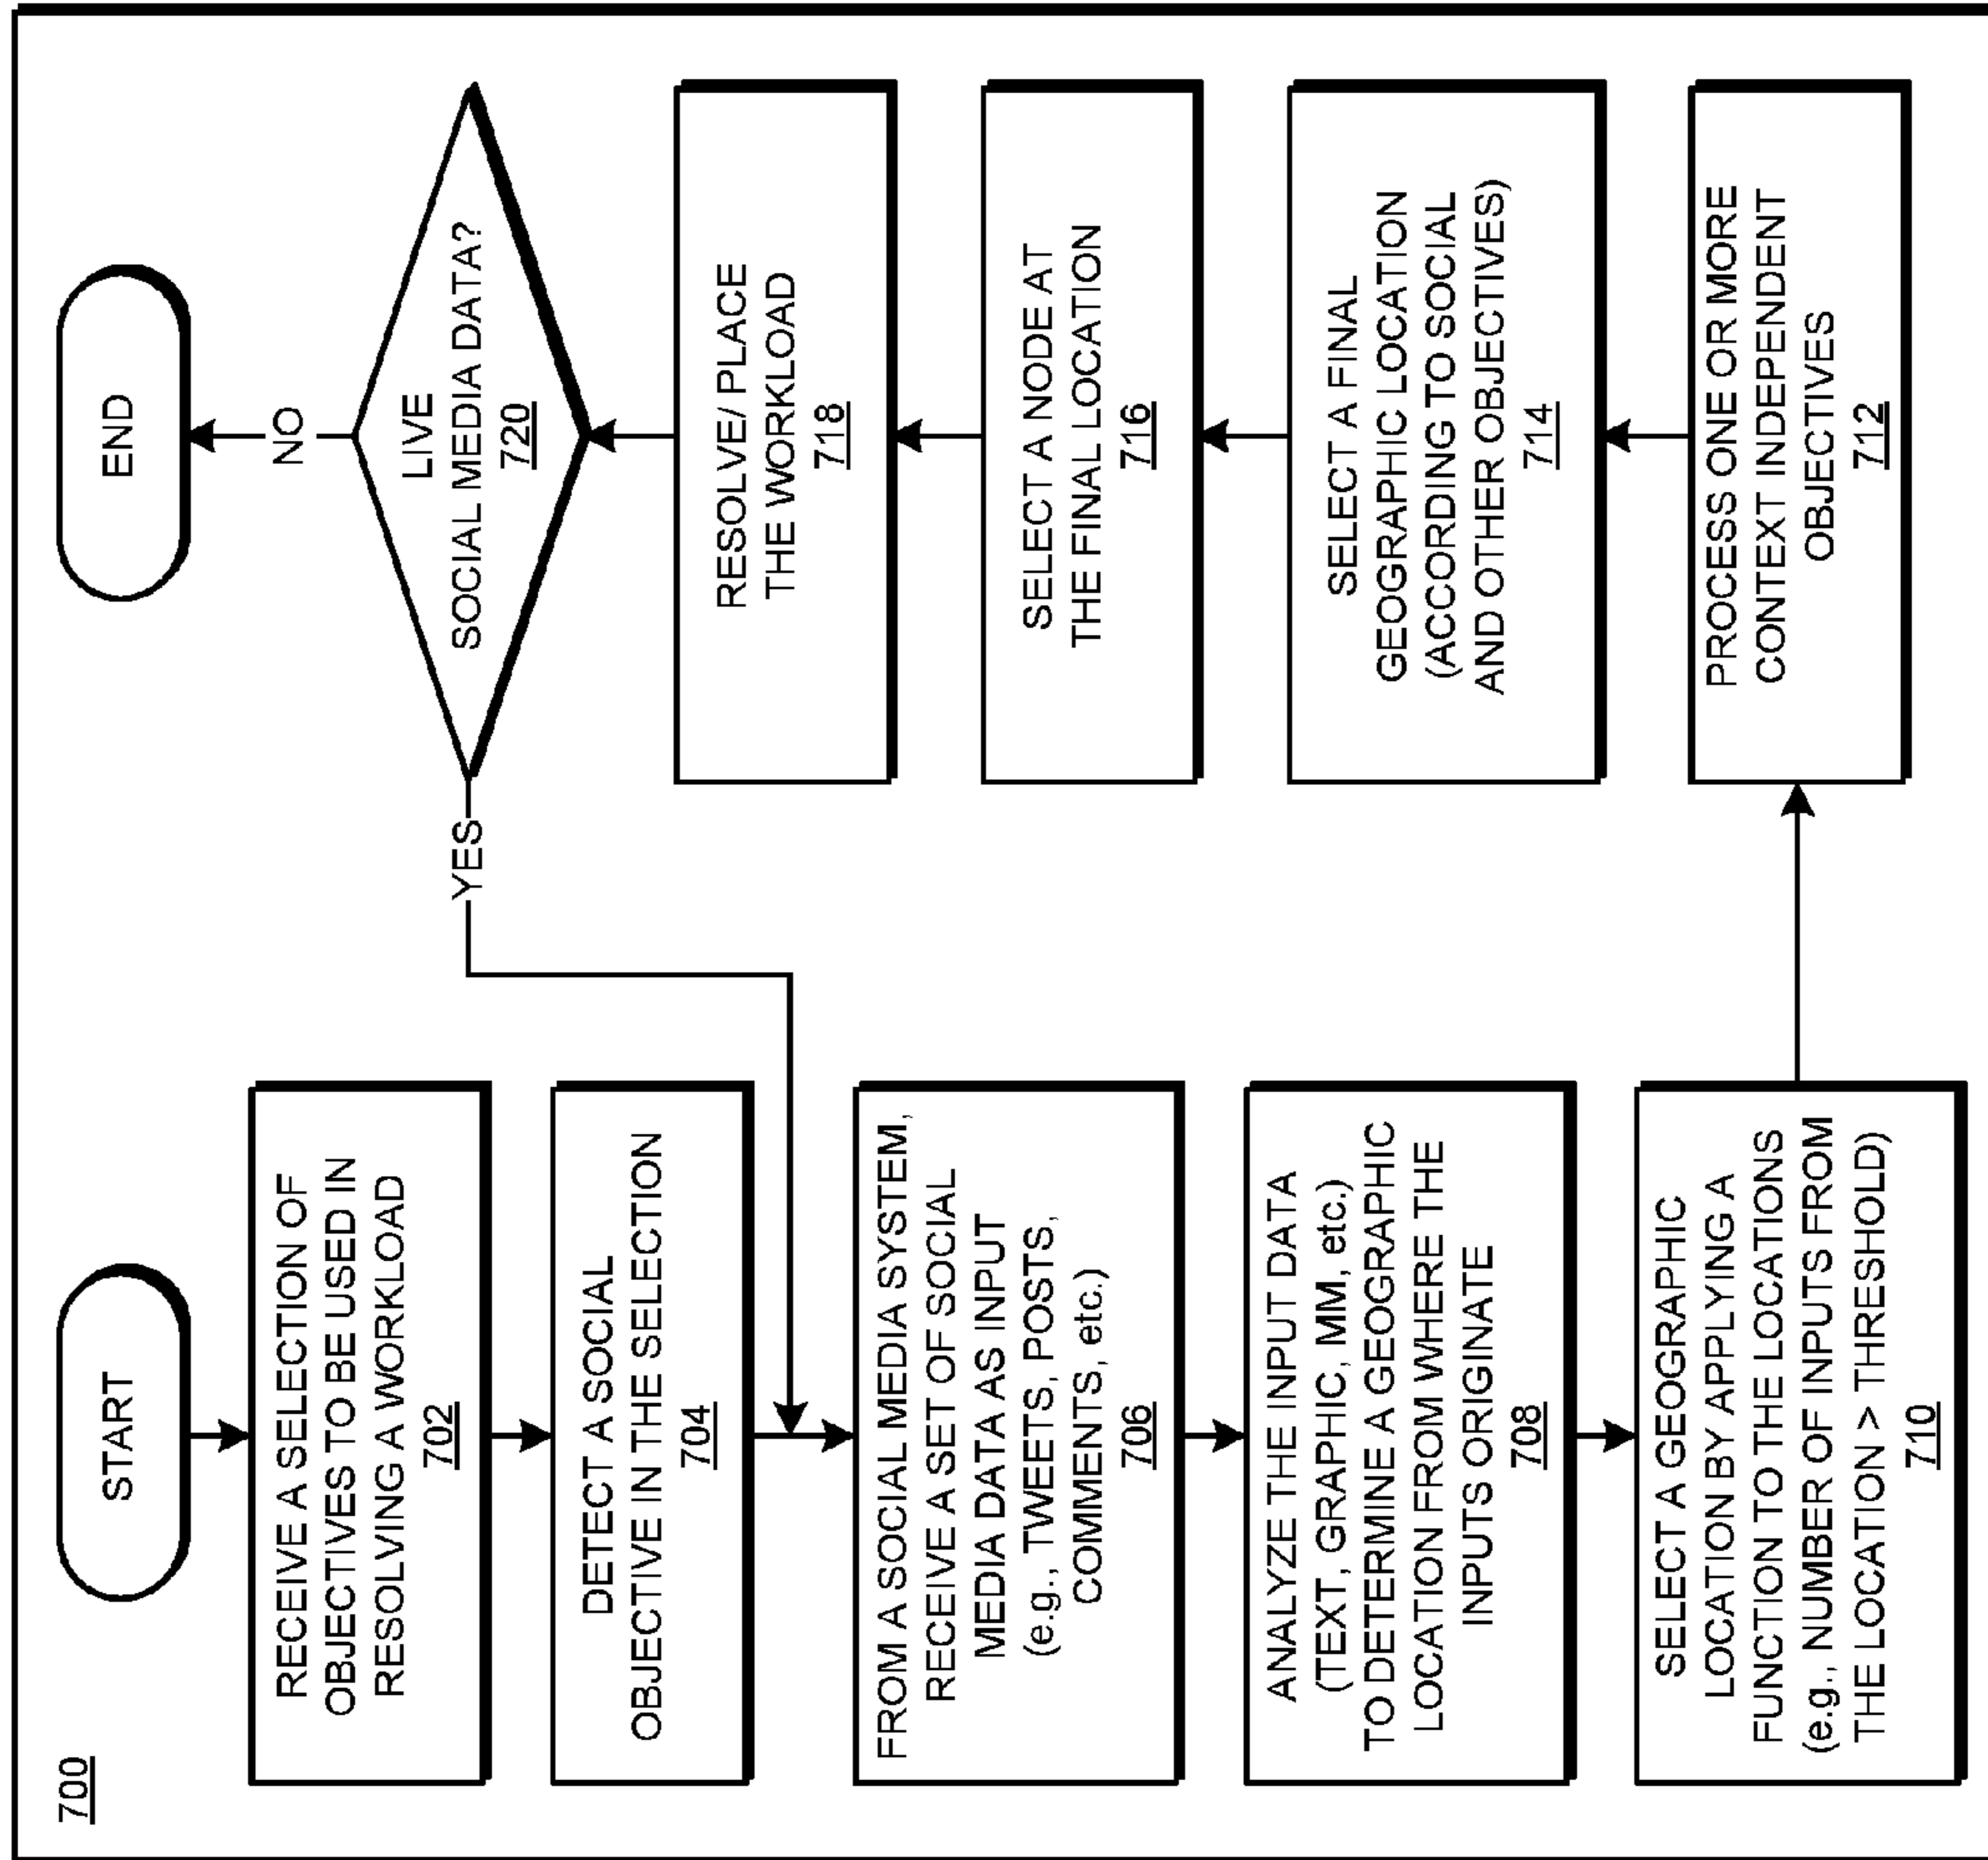 700
START
RECEIVE A SELECTION OF
OBJECTIVES TO BE USED IN
RESOLVING A WORKLOAD
702
DETECT A SOCIAL
OBJECTIVE IN THE SELECTION
704
FROM A SOCIAL MEDIA SYSTEM,
RECEIVE A SET OF SOCIAL
MEDIA DATA AS INPUT
(e.g., TWEETS, POSTS,
COMMENTS, etc.)
706
ANALYZE THE INPUT DATA
(TEXT, GRAPHIC, MM, etc.)
TO DETERMINE A GEOGRAPHIC
LOCATION FROM WHERE THE
INPUTS ORIGINATE
708
SELECT A GEOGRAPHIC
LOCATION BY APPLYING A
FUNCTION TO THE LOCATIONS
(e.g., NUMBER OF INPUTS FROM
THE LOCATION > THRESHOLD)
710
PROCESS ONE OR MORE
CONTEXT INDEPENDENT
OBJECTIVES
712
SELECT A FINAL
GEOGRAPHIC LOCATION
(ACCORDING TO SOCIAL
AND OTHER OBJECTIVES)
714
SELECT A NODE AT
THE FINAL LOCATION
716
RESOLVE/ PLACE
THE WORKLOAD
718
LIVE
SOCIAL MEDIA DATA?
720
YES
NO
END